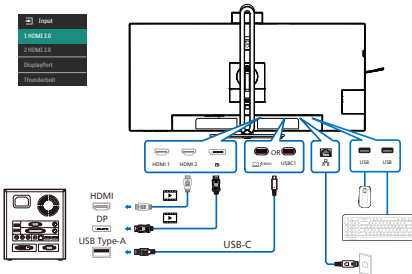 Input
1 HDMI 2.0
2 HDMI 2.0
DisplayPort
Thunderbolt
HDMI 1
HDMI 2
OR
USBC1
USB
USB
HDMI
DP
USB Type-A
USB-C